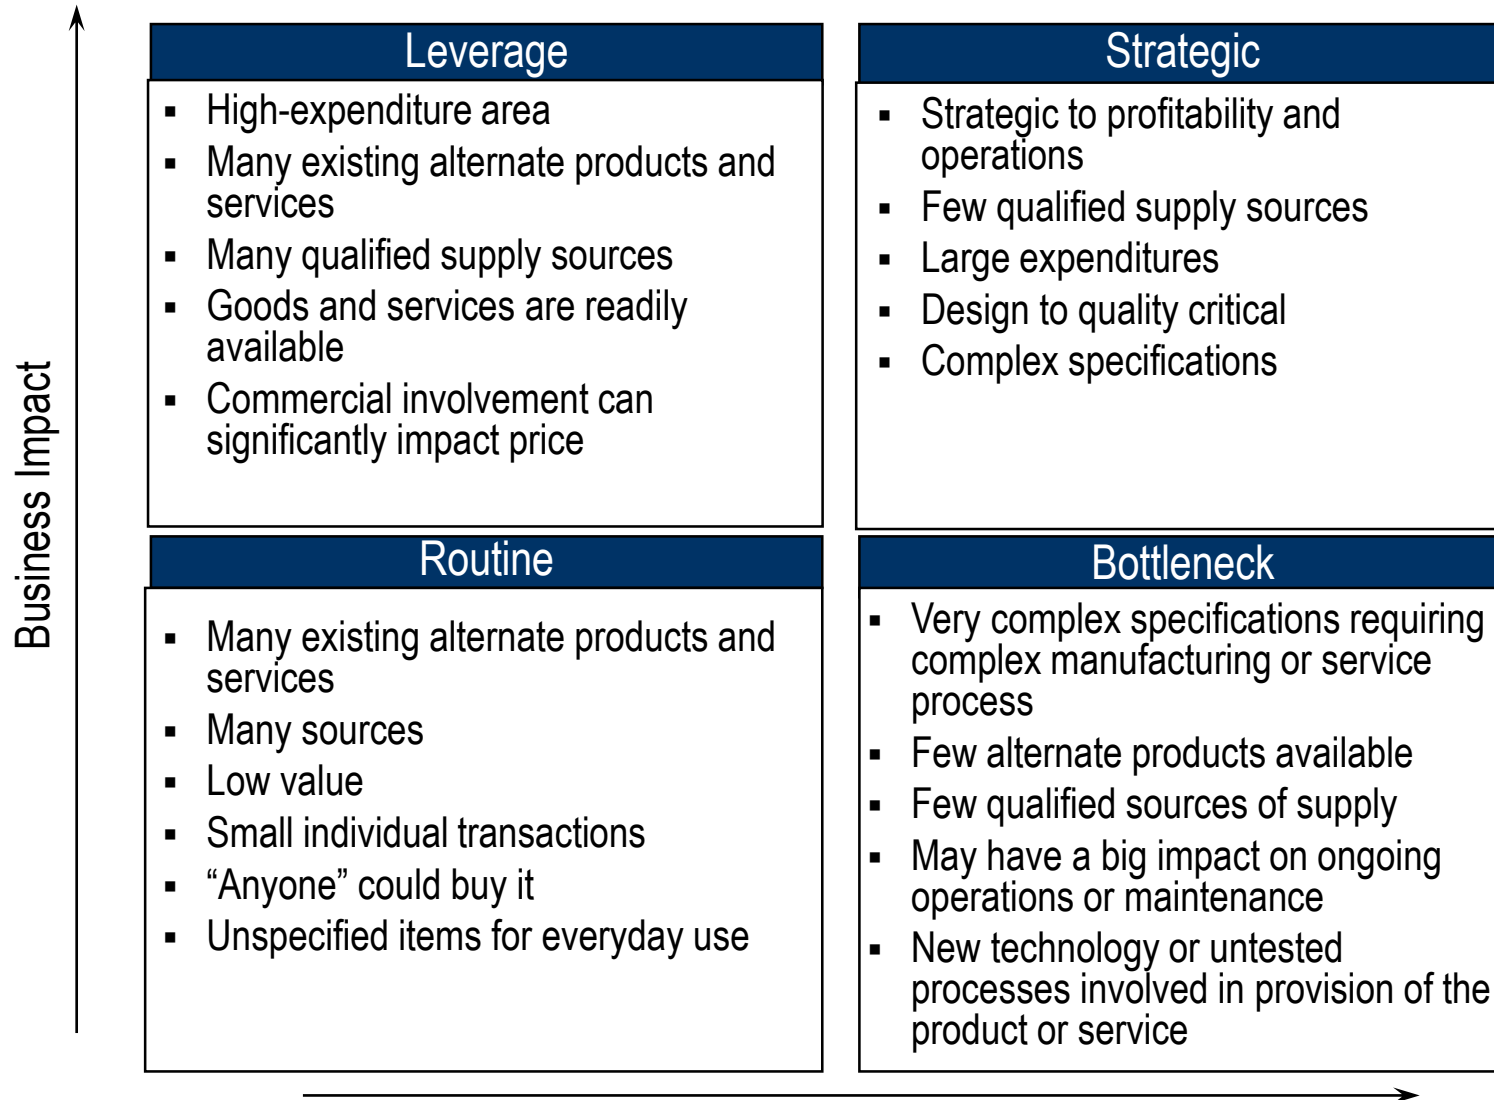 Business Impact
Leverage
▪ High-expenditure area
▪ Many existing alternate products and
services
▪ Many qualified supply sources
▪ Goods and services are readily
available
▪ Commercial involvement can
significantly impact price
Strategic
▪ Strategic to profitability and
operations
▪ Few qualified supply sources
▪ Large expenditures
▪ Design to quality critical
▪ Complex specifications
Routine
▪ Many existing alternate products and
services
▪ Many sources
▪ Low value
▪ Small individual transactions
▪ “Anyone” could buy it
▪ Unspecified items for everyday use
Bottleneck
▪ Very complex specifications requiring
complex manufacturing or service
process
▪ Few alternate products available
▪ Few qualified sources of supply
▪ May have a big impact on ongoing
operations or maintenance
▪ New technology or untested
processes involved in provision of the
product or service